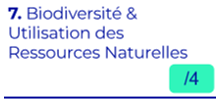 7. Biodiversité &
Utilisation des
Ressources Naturelles
/4